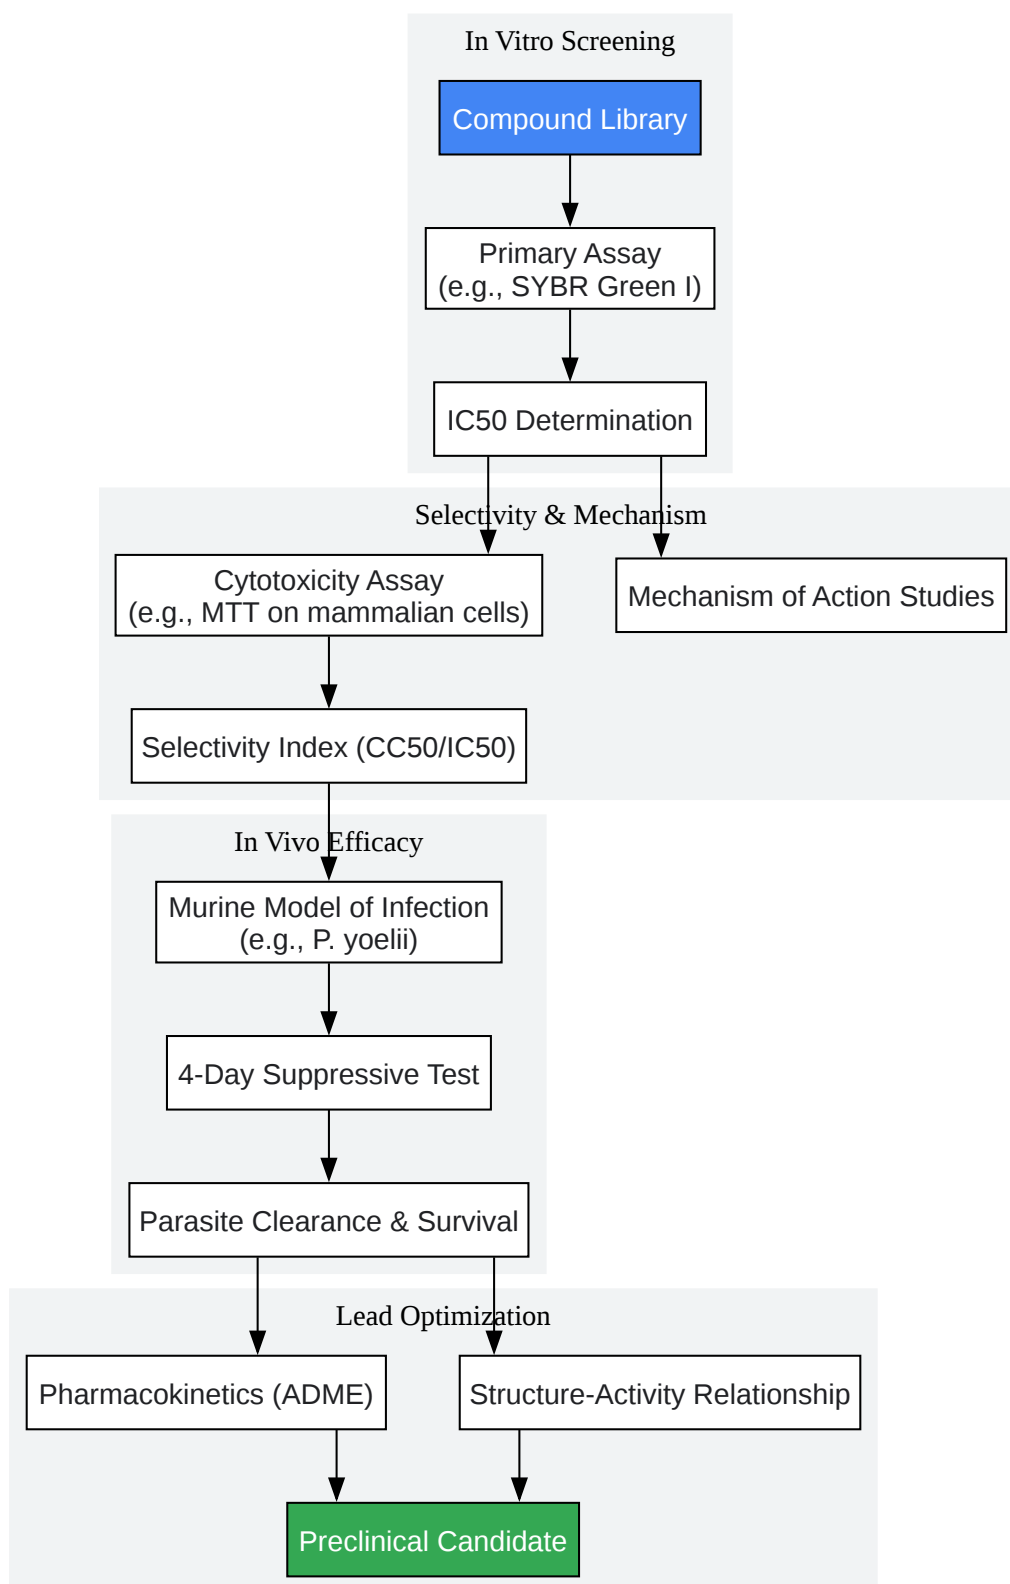 In Vitro Screening
Compound Library
Primary Assay
(e.g., SYBR Green I)
IC50 Determination
Selectivity & Mechanism
Cytotoxicity Assay
(e.g., MTT on mammalian cells)
Mechanism of Action Studies
Selectivity Index (CC50/IC50)
In Vivo Efficacy
Murine Model of Infection
(e.g., P. yoelii)
4-Day Suppressive Test
Parasite Clearance & Survival
Lead Optimization
Pharmacokinetics (ADME)
Structure-Activity Relationship
Preclinical Candidate